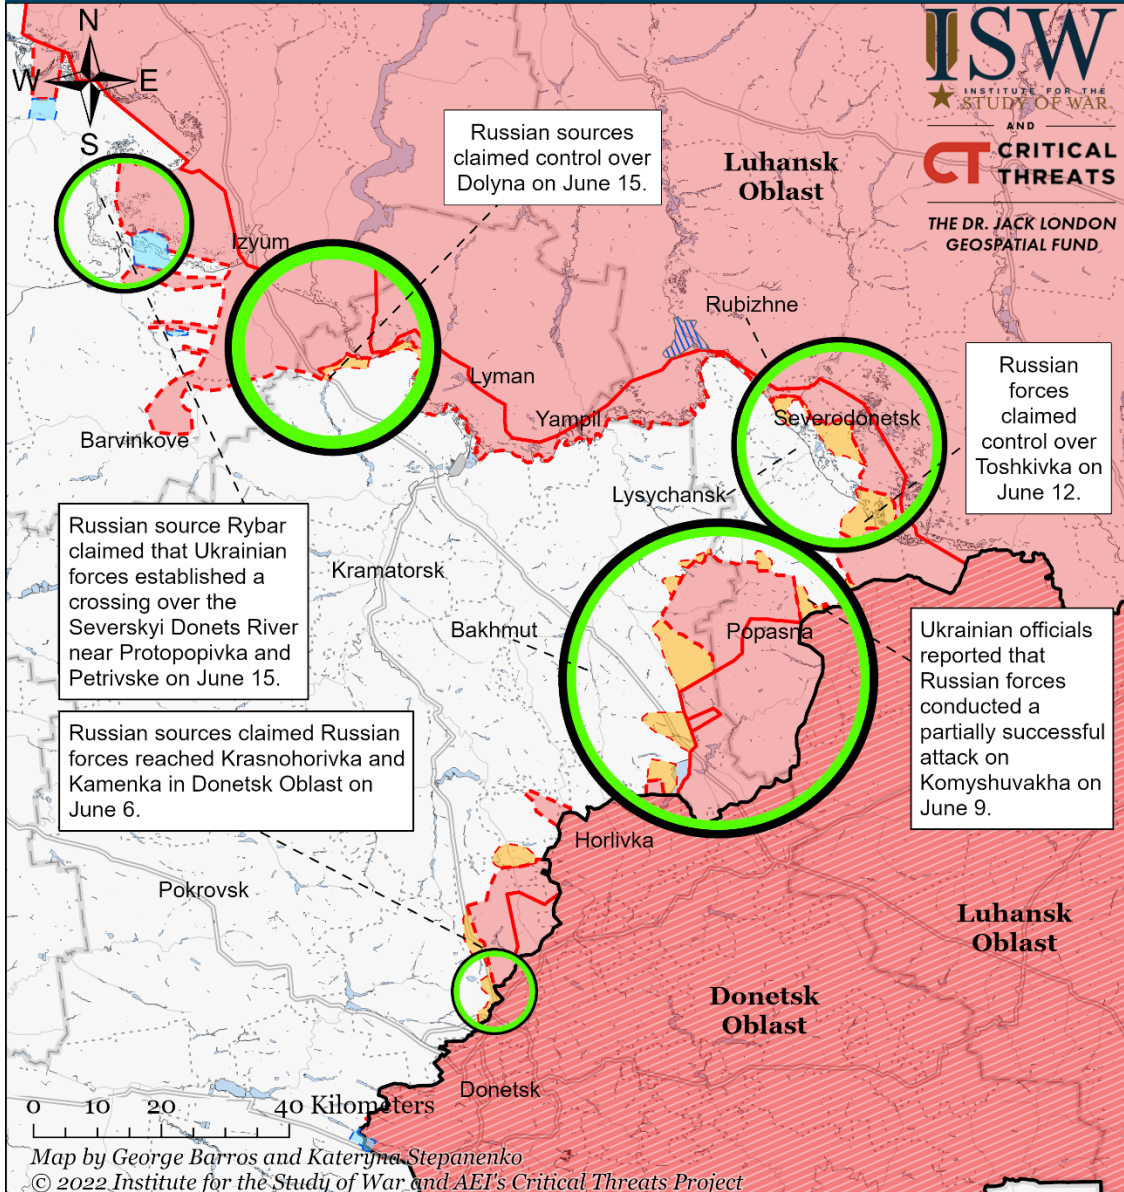 N
W E
S
ISW
INSTITUTE FOR THE
STUDY OF WAR
AND
CT CRITICAL
THREATS
THE DR. JACK LONDON
GEOSPATIAL FUND
Russian sources
claimed control over
Dolyna on June 15.
Luhansk
Oblast
Izyum
Rubizhne
Russian
forces
claimed
control over
Toshkivka on
June 12.
Lyman
Yampil
Severodonetsk
Barvinkove
Lysychansk
Russian source Rybar
claimed that Ukrainian
forces established a
crossing over the
Severskyi Donets River
near Protopopivka and
Petrivske on June 15.
Kramatorsk
Bakhmut
Popasna
Ukrainian officials
reported that
Russian forces
conducted a
partially successful
attack on
Komyshuvakha on
June 9.
Russian sources claimed Russian
forces reached Krasnohorivka and
Kamenka in Donetsk Oblast on
June 6.
Horlivka
Pokrovsk
Luhansk
Oblast
Donetsk
Oblast
Donetsk
0 10 20 40 Kilometers
Map by George Barros and Kateryna Stepanenko
© 2022 Institute for the Study of War and AEI's Critical Threats Project